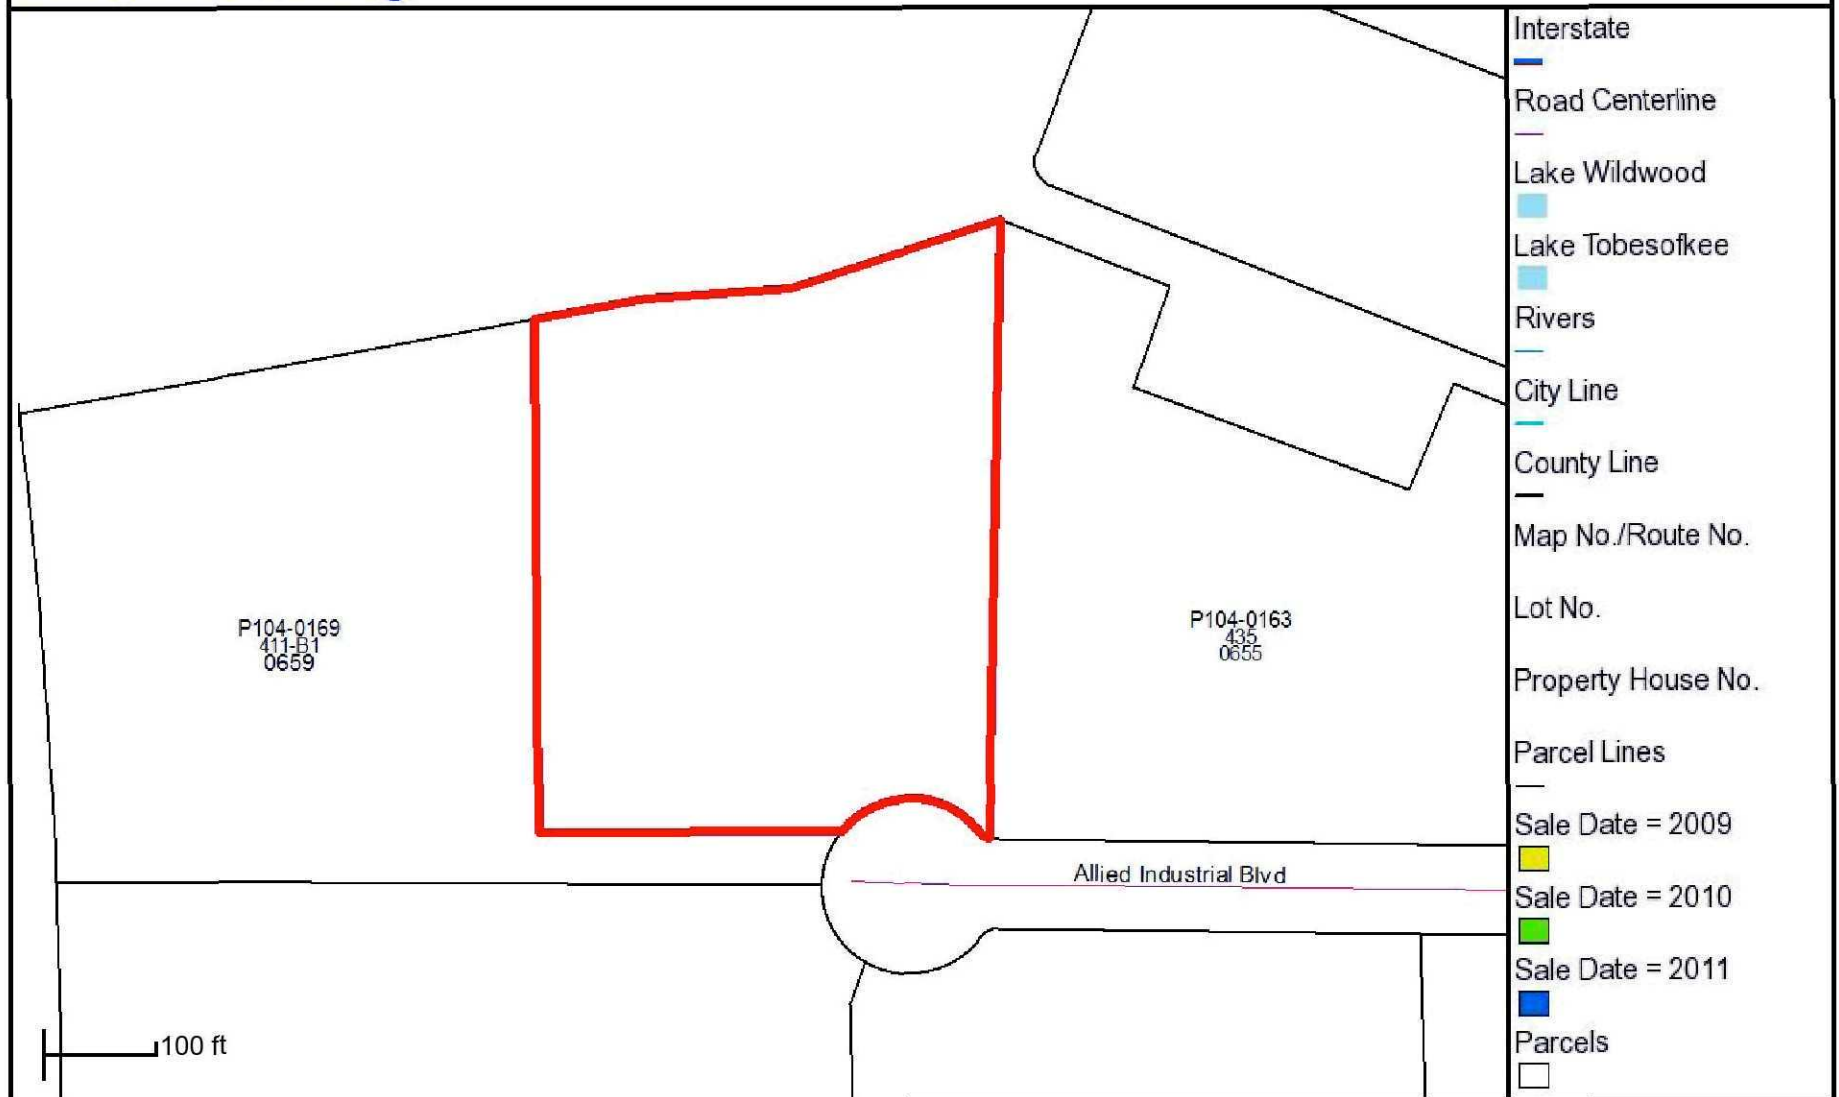 P104-0169
411-B1
0659
P104-0163
435
0655
Allied Industrial Blvd
100 ft
Interstate
Road Centerline
Lake Wildwood
Lake Tobesofkee
Rivers
City Line
County Line
Map No./Route No.
Lot No.
Property House No.
Parcel Lines
Sale Date = 2009
Sale Date = 2010
Sale Date = 2011
Parcels